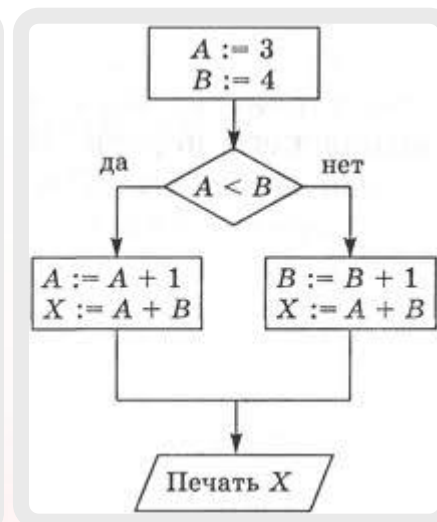 A := 3
B := 4
да
A < B
нет
A := A + 1
X := A + B
B := B + 1
X := A + B
Печать X